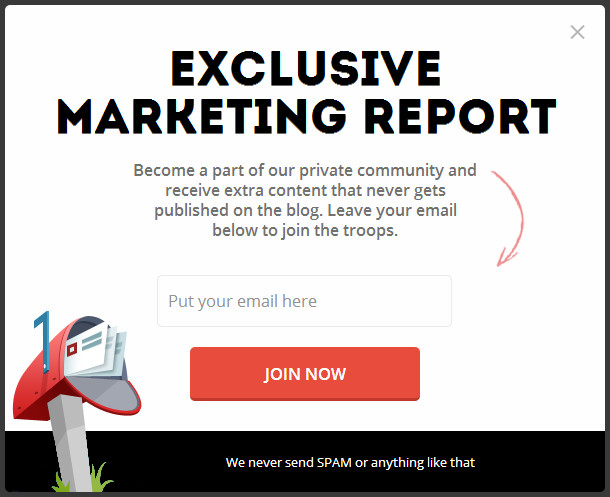 EXCLUSIVE
MARKETING REPORT
Become a part of our private community and
receive extra content that never gets
published on the blog. Leave your email
below to join the troops.
Put your email here
JOIN NOW
We never send SPAM or anything like that